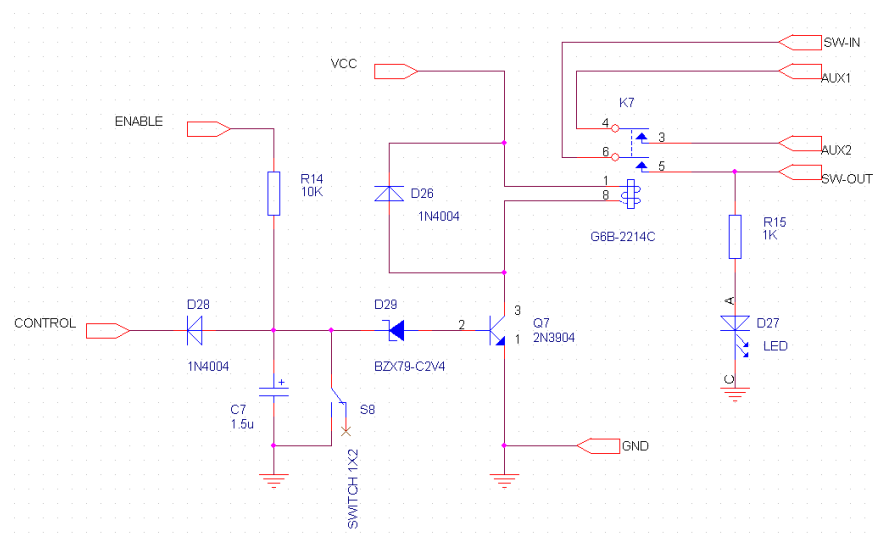 SW-IN
VCC
AUX1
K7
ENABLE
4
3
AUX2
6
5
SW-OUT
R14
10K
1
8
D26
1N4004
R15
1K
G6B-2214C
A
D28
D29
3
Q7
2N3904
D27
CONTROL
2
1
LED
1N4004
BZX79-C2V4
C
+
C7
1.5u
S8
GND
SWITCH 1X2